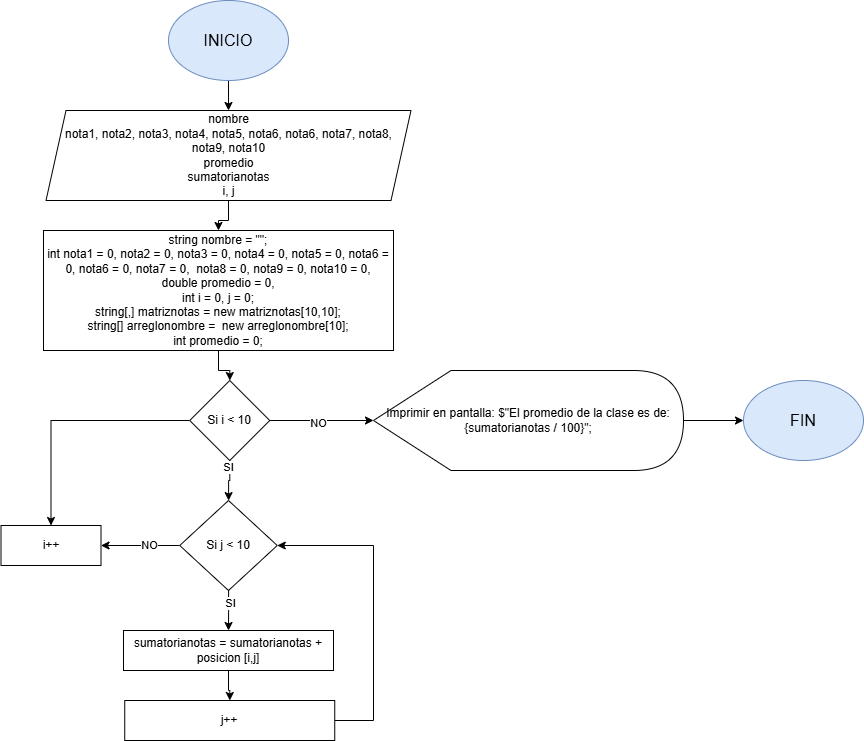 INICIO
nombre
nota1, nota2, nota3, nota4, nota5, nota6, nota6, nota7, nota8,
nota9, nota10
promedio
sumatorianotas
i, j
string nombre = "";
int nota1 = 0, nota2 = 0, nota3 = 0, nota4 = 0, nota5 = 0, nota6 =
0, nota6 = 0, nota7 = 0, nota8 = 0, nota9 = 0, nota10 = 0,
double promedio = 0,
int i = 0, j = 0;
string[,] matriznotas = new matriznotas[10,10];
string[] arreglonombre = new arreglonombre[10];
int promedio = 0;
Si i < 10
NO
Imprimir en pantalla: $"El promedio de la clase es de:
{sumatorianotas / 100}";
FIN
SI
i++
NO
Si j < 10
SI
sumatorianotas = sumatorianotas +
posicion [i,j]
j++